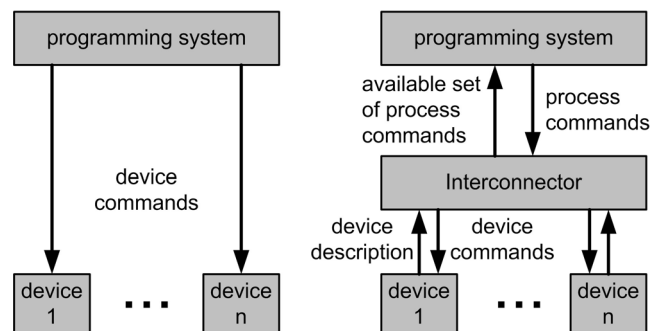 programming system
device
commands
device
1
...
device
n
programming system
available set
of process
commands
process
commands
Interconnector
device
description
device
commands
device
1
...
device
n